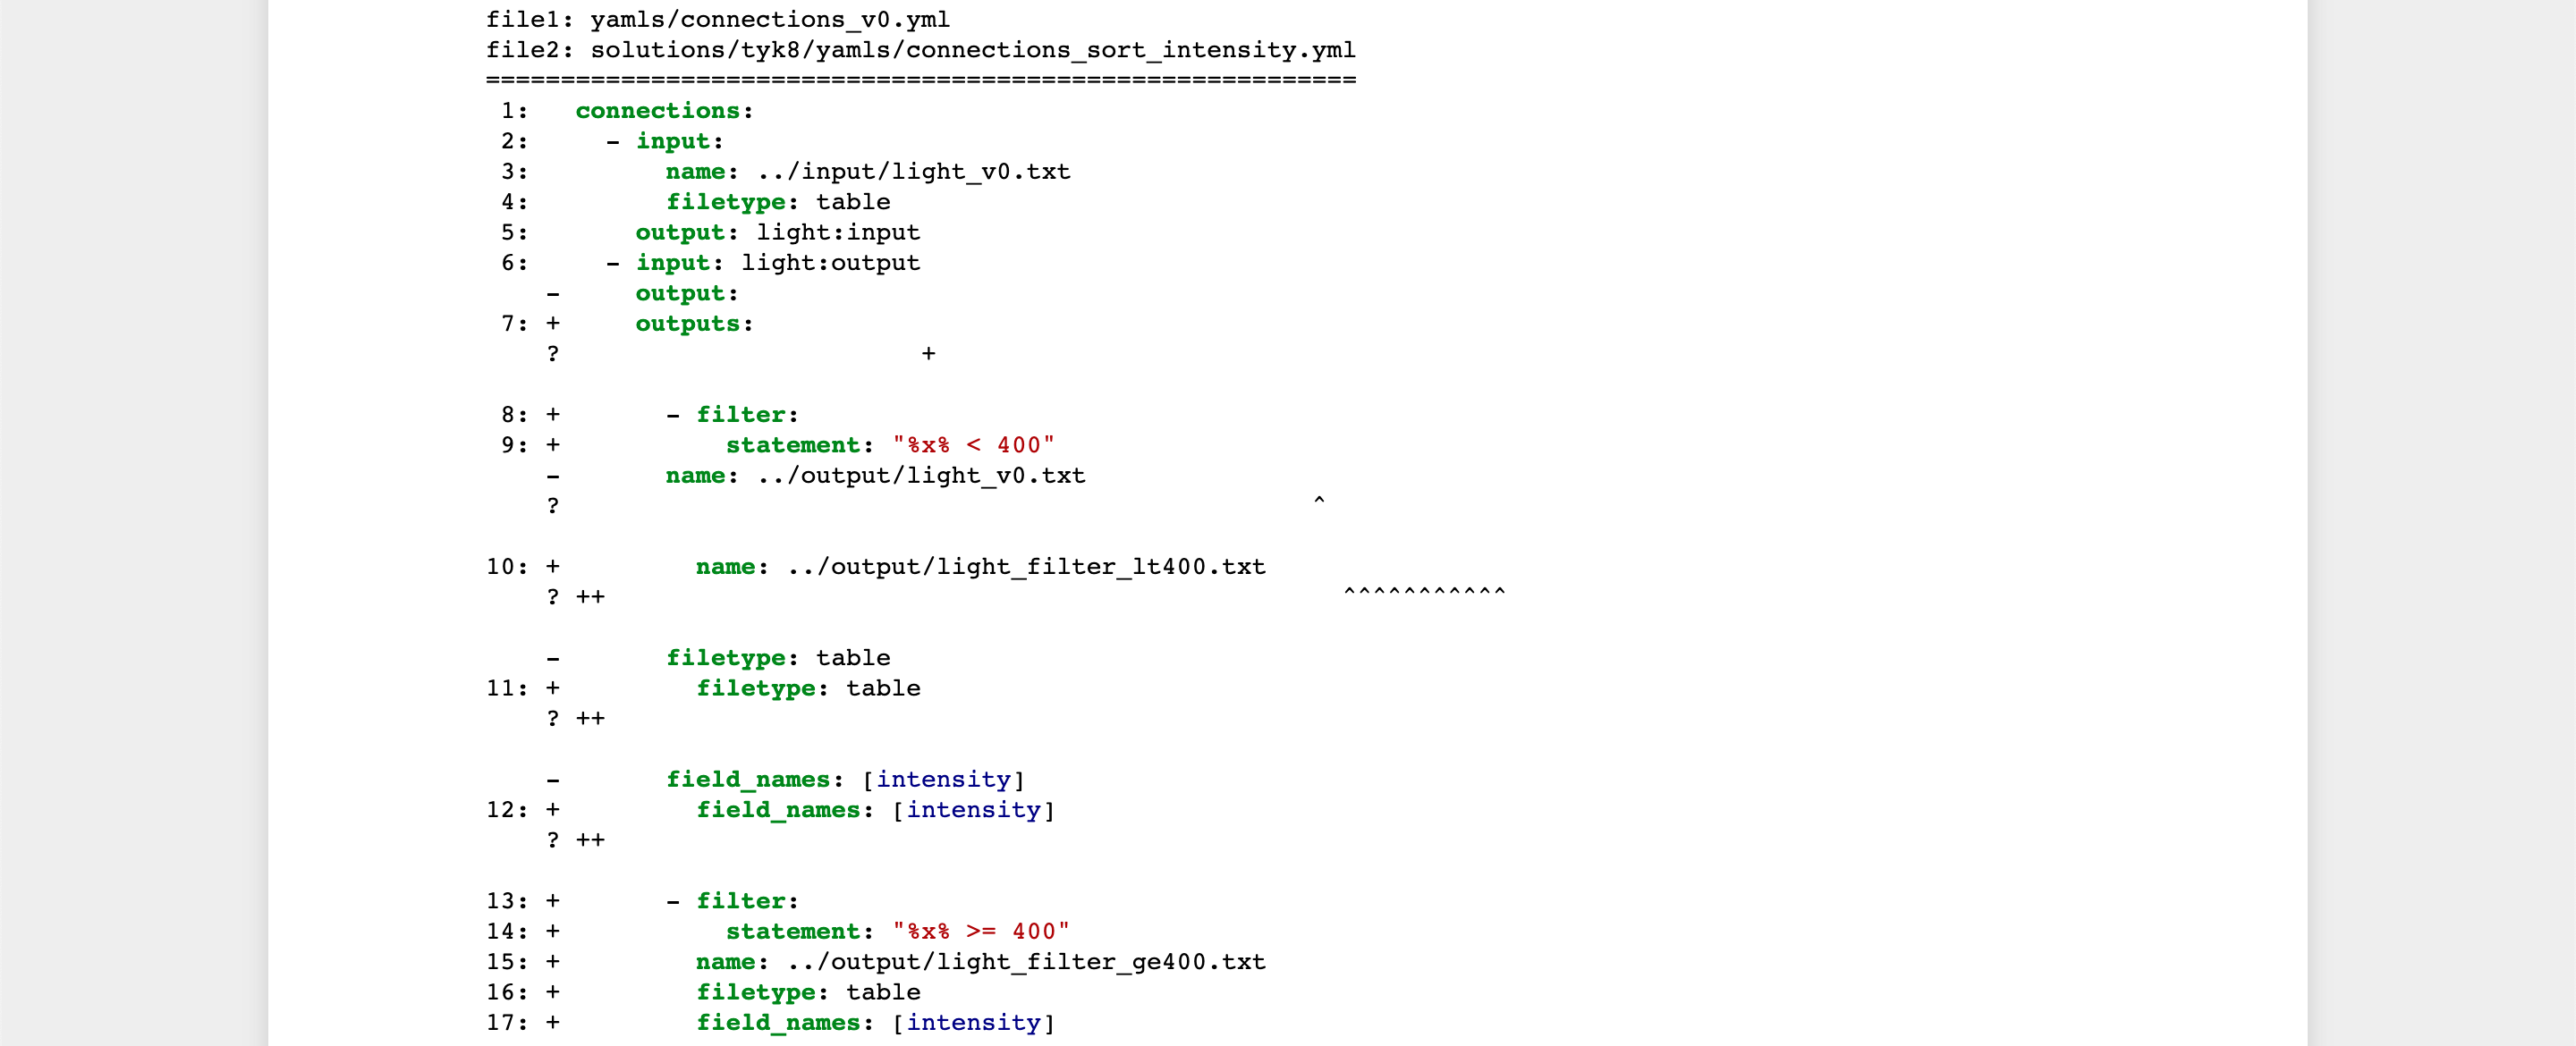 file1: yamls/connections_v0.yml
file2: solutions/tyk8/yamls/connections_sort_intensity.yml
==========================================================
 1:   connections:
 2:     - input:
 3:         name: ../input/light_v0.txt
 4:         filetype: table
 5:       output: light:input
 6:     - input: light:output
    -     output:
 7: +     outputs:
    ?                        +
 8: +       - filter:
 9: +           statement: "%x% < 400"
    -       name: ../output/light_v0.txt
    ?                                                  ^
10: +         name: ../output/light_filter_lt400.txt
    ? ++                                                 ^^^^^^^^^^^
    -       filetype: table
11: +         filetype: table
    ? ++
    -       field_names: [intensity]
12: +         field_names: [intensity]
    ? ++
13: +       - filter:
14: +           statement: "%x% >= 400"
15: +         name: ../output/light_filter_ge400.txt
16: +         filetype: table
17: +         field_names: [intensity]